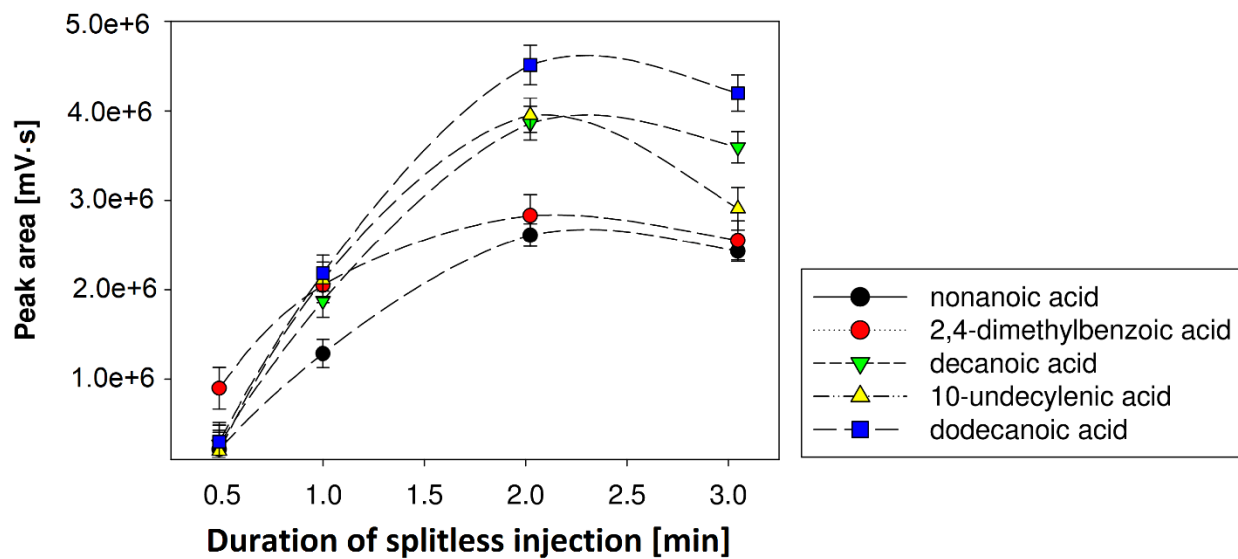 5.0e+6
4.0e+6
3.0e+6
2.0e+6
1.0e+6
Peak area [mV·s]
0.5 1.0 2.0 2.5 3.0
Duration of splitless injection [min]
nonanoic acid
2,4-dimethylbenzoic acid
decanoic acid
10-undecylenic acid
dodecanoic acid